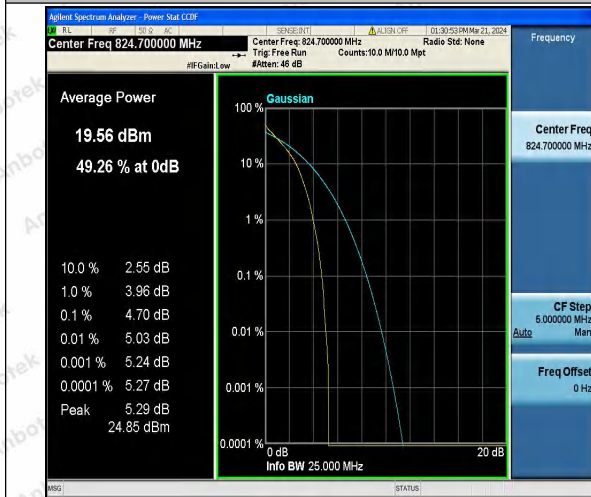 Agilent Spectrum Analyzer - Power Stat CCDF
RL RF 50 Ω AC SENSE:INT ALIGN OFF 01:30:53 PM Mar 21, 2024
Center Freq 824.700000 MHz
Center Freq: 824.700000 MHz Radio Std: None
Trig: Free Run Counts:10.0 M/10.0 Mpt
#IFGain:Low #Atten: 46 dB
Frequency
Average Power
19.56 dBm
49.26 % at 0dB
10.0 % 2.55 dB
1.0 % 3.96 dB
0.1 % 4.70 dB
0.01 % 5.03 dB
0.001 % 5.24 dB
0.0001 % 5.27 dB
Peak 5.29 dB
24.85 dBm
Gaussian
100 %
10 %
1 %
0.1 %
0.01 %
0.001 %
0.0001 %
0 dB 20 dB
Info BW 25.000 MHz
Center Freq
824.700000 MHz
CF Step
5.000000 MHz
Auto Man
Freq Offset
0 Hz
MSG STATUS